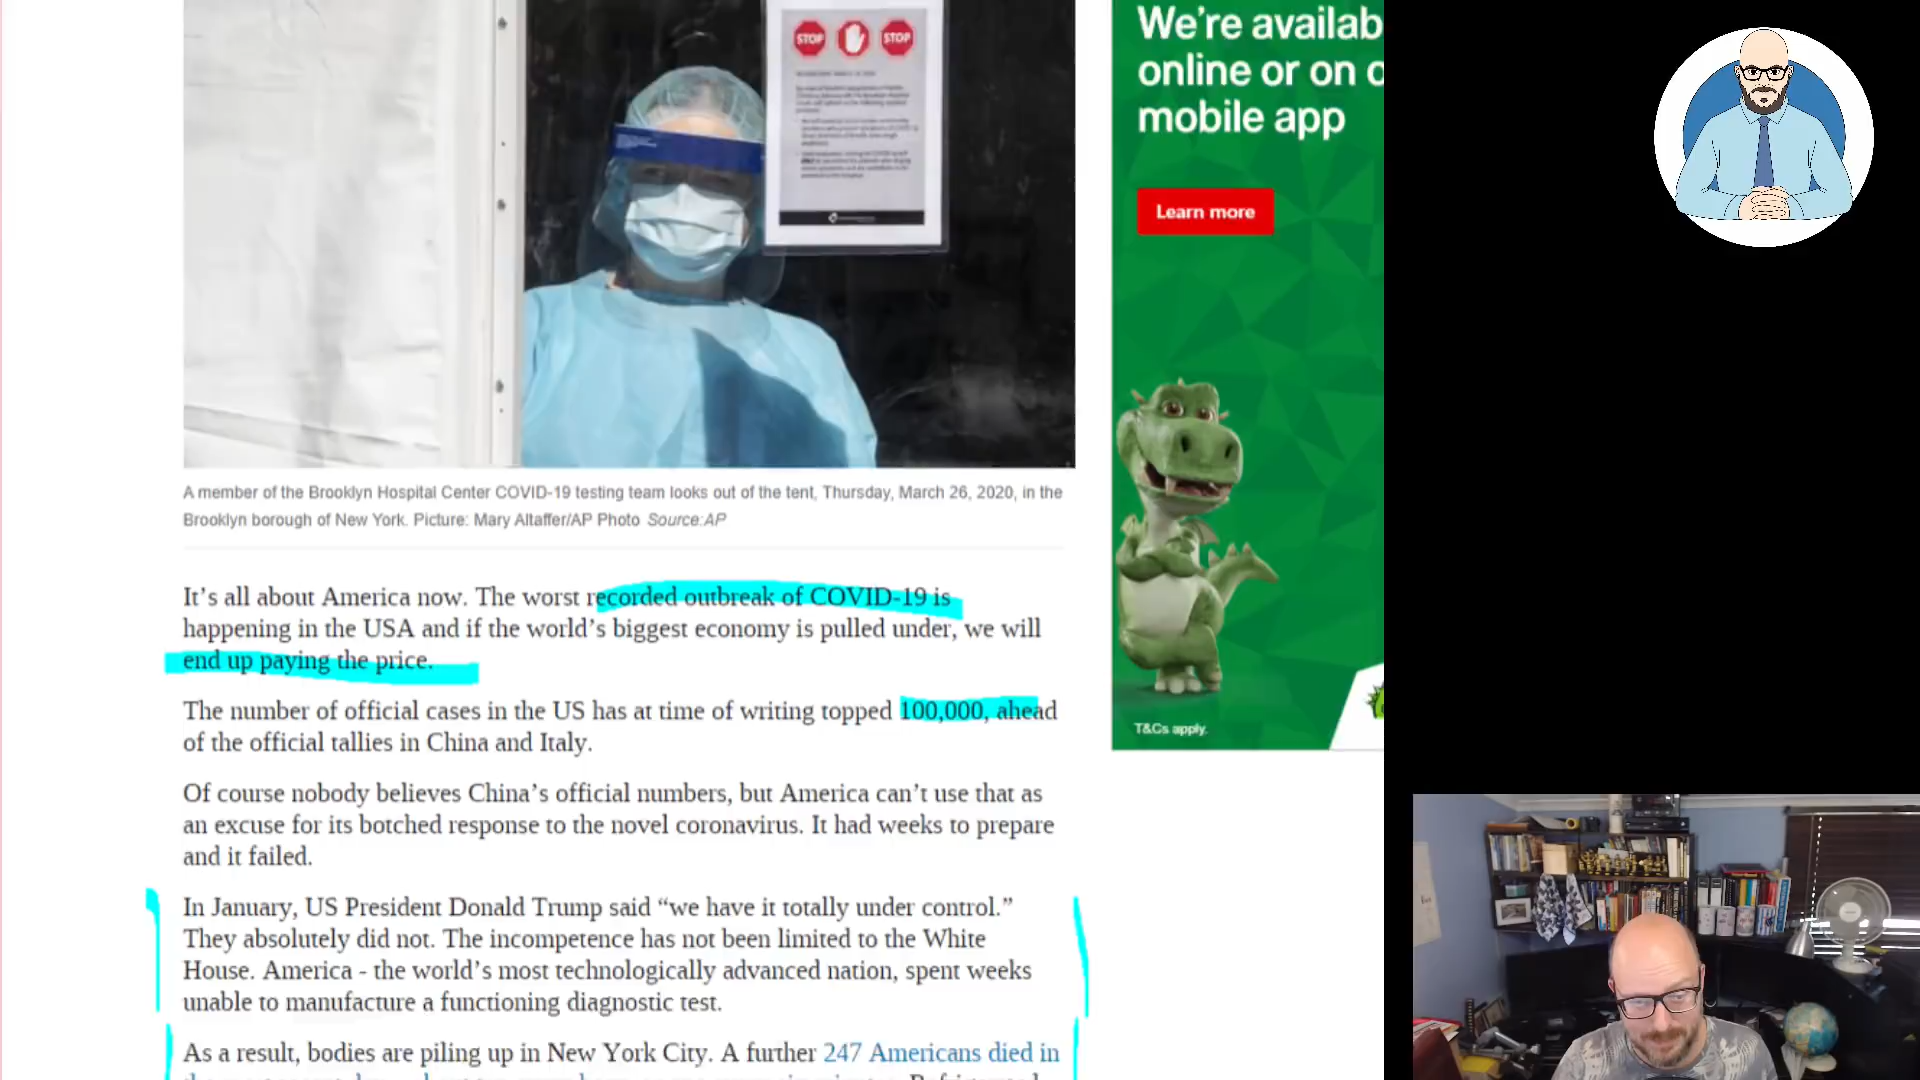 STOP
STOP
We're availab
online or on o
mobile app
Learn more
T&Cs apply.
A member of the Brooklyn Hospital Center COVID-19 testing team looks out of the tent, Thursday, March 26, 2020, in the
Brooklyn borough of New York. Picture: Mary Altaffer/AP Photo Source:AP
It's all about America now. The worst recorded outbreak of COVID-19 is
happening in the USA and if the world's biggest economy is pulled under, we will
end up paying the price.
The number of official cases in the US has at time of writing topped 100,000, ahead
of the official tallies in China and Italy.
Of course nobody believes China's official numbers, but America can't use that as
an excuse for its botched response to the novel coronavirus. It had weeks to prepare
and it failed.
In January, US President Donald Trump said “we have it totally under control.”
They absolutely did not. The incompetence has not been limited to the White
House. America - the world's most technologically advanced nation, spent weeks
unable to manufacture a functioning diagnostic test.
As a result, bodies are piling up in New York City. A further 247 Americans died in